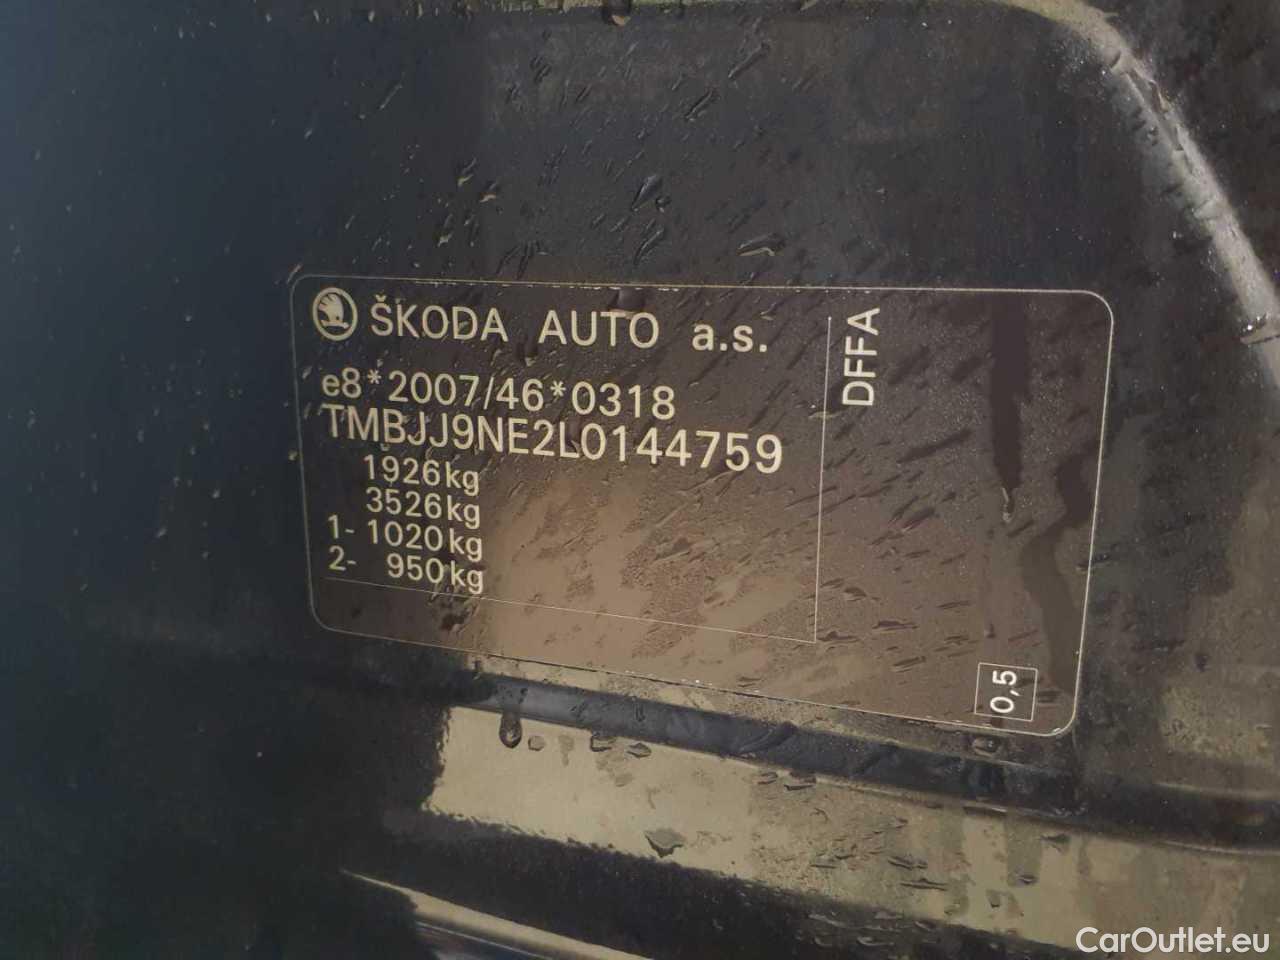 ŠKODA AUTO a.s.
e8*2007/46*0318
TMBJJ9NE2L0144759
1926kg
3526kg
1- 1020kg
2- 950kg
DFFA
0,5
CarOutlet.eu